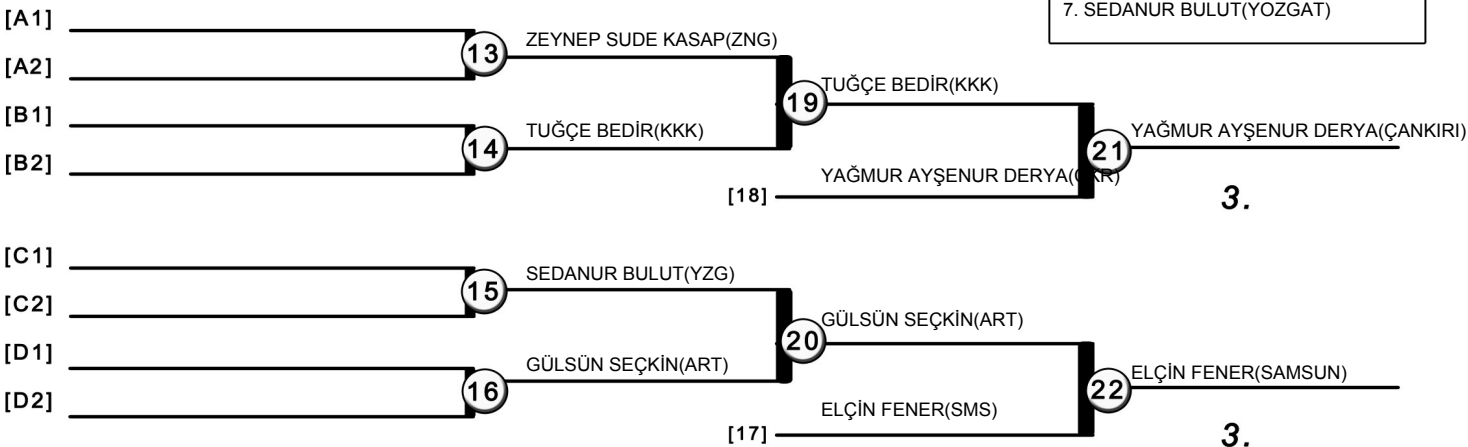 7. SEDANUR BULUT(YOZGAT)
[A1]
[A2]
13
ZEYNEP SUDE KASAP(ZNG)
[B1]
[B2]
14
TUĞÇE BEDİR(KKK)
19
TUĞÇE BEDİR(KKK)
[18]
YAĞMUR AYŞENUR DERYA(ÇKR)
21
YAĞMUR AYŞENUR DERYA(ÇANKIRI)
3.
[C1]
[C2]
15
SEDANUR BULUT(YZG)
[D1]
[D2]
16
GÜLSÜN SEÇKİN(ART)
20
GÜLSÜN SEÇKİN(ART)
[17]
ELÇİN FENER(SMS)
22
ELÇİN FENER(SAMSUN)
3.